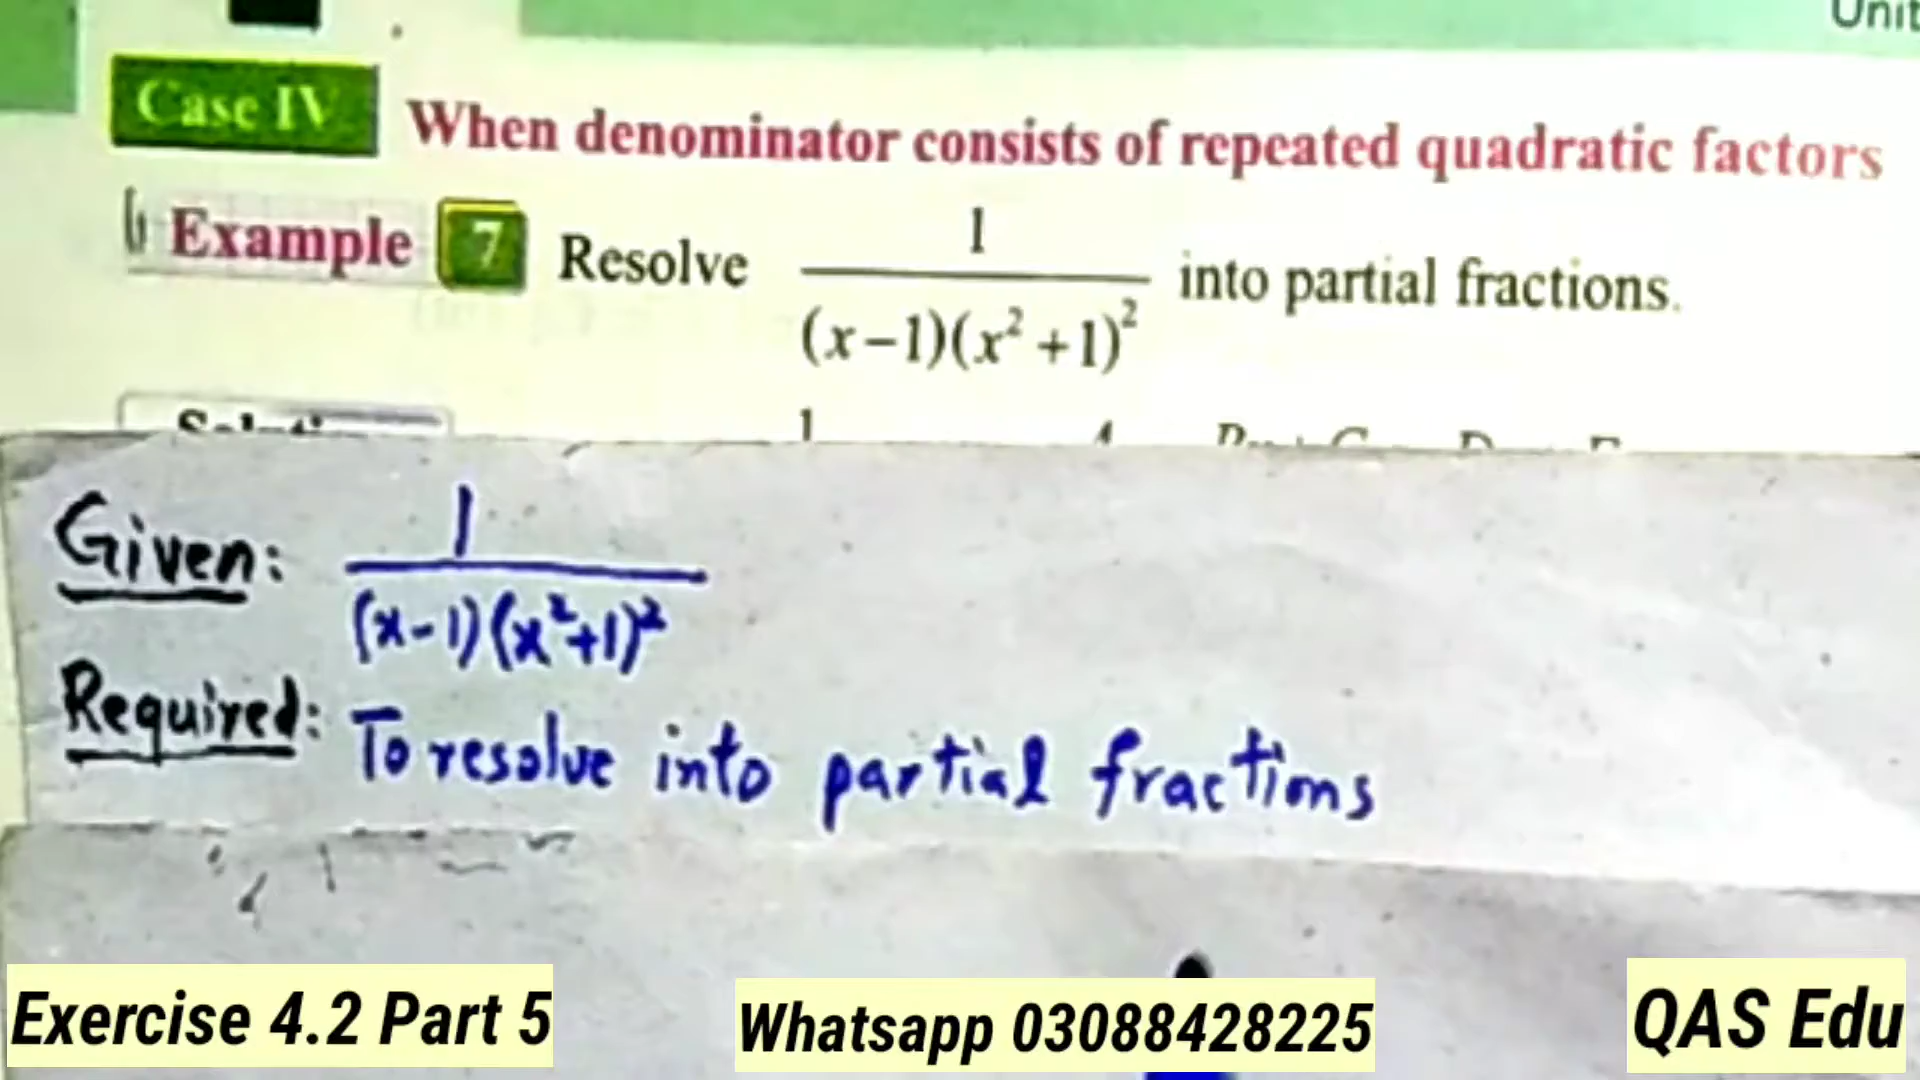 Unit
Case IV When denominator consists of repeated quadratic factors
Example 7 Resolve 1/((x-1)(x²+1)²) into partial fractions.
1
Given: 1/((x-1)(x²+1)²)
Required: To resolve into partial fractions
Exercise 4.2 Part 5
Whatsapp 03088428225
QAS Edu